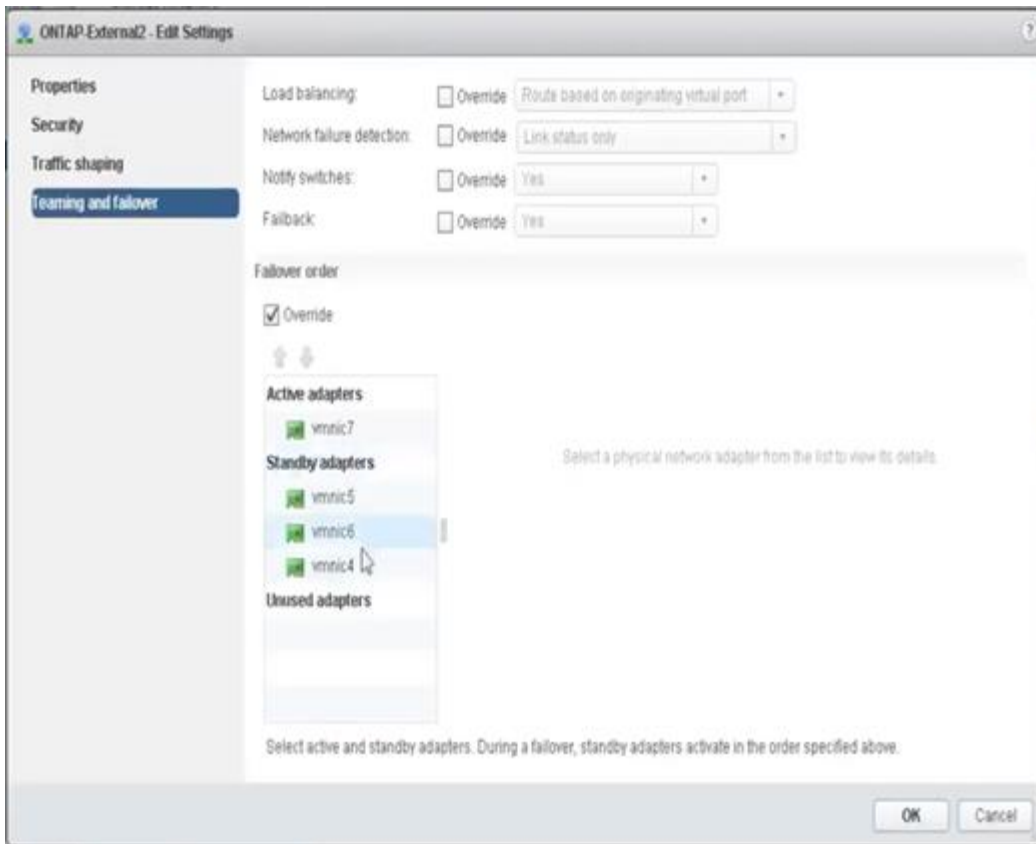 ONTAP-External2 - Edit Settings
?
Properties
Security
Traffic shaping
Teaming and failover
Load balancing:
Override
Route based on originating virtual port
Network failure detection:
Override
Link status only
Notify switches:
Override
Yes
Failback:
Override
Yes
Failover order
Override
Active adapters
vmnic7
Standby adapters
vmnic5
vmnic6
vmnic4
Unused adapters
Select a physical network adapter from the list to view its details.
Select active and standby adapters. During a failover, standby adapters activate in the order specified above.
OK
Cancel